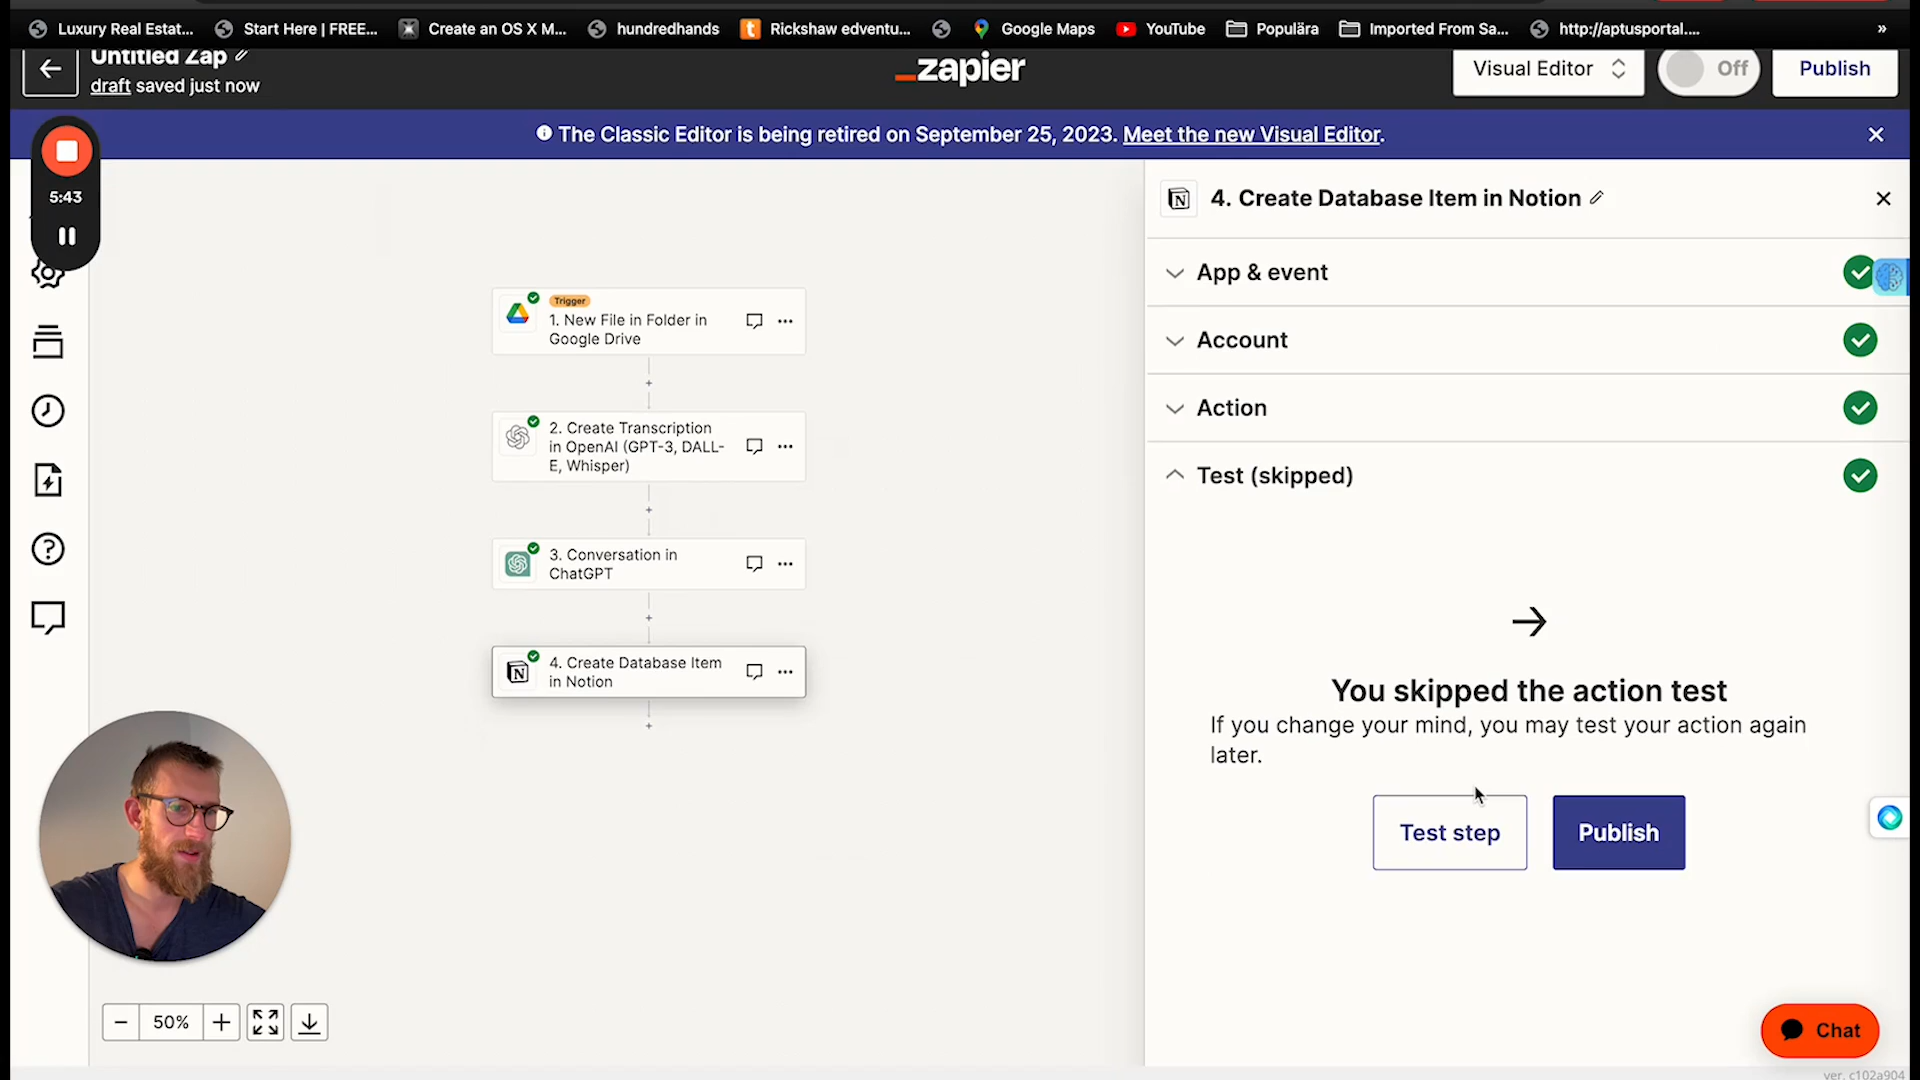 Luxury Real Estat...
Start Here | FREE...
Create an OS X M...
hundredhands
Rickshaw edventu...
Google Maps
YouTube
Populära
Imported From Sa...
http://aptusportal....
»
Untitled Zap
draft saved just now
zapier
Visual Editor
Off
Publish
The Classic Editor is being retired on September 25, 2023. Meet the new Visual Editor.
5:43
Trigger
1. New File in Folder in
Google Drive
2. Create Transcription
in OpenAI (GPT-3, DALL-
E, Whisper)
3. Conversation in
ChatGPT
4. Create Database Item
in Notion
4. Create Database Item in Notion
App & event
Account
Action
Test (skipped)
You skipped the action test
If you change your mind, you may test your action again
later.
Test step
Publish
50%
Chat
ver. c102a904